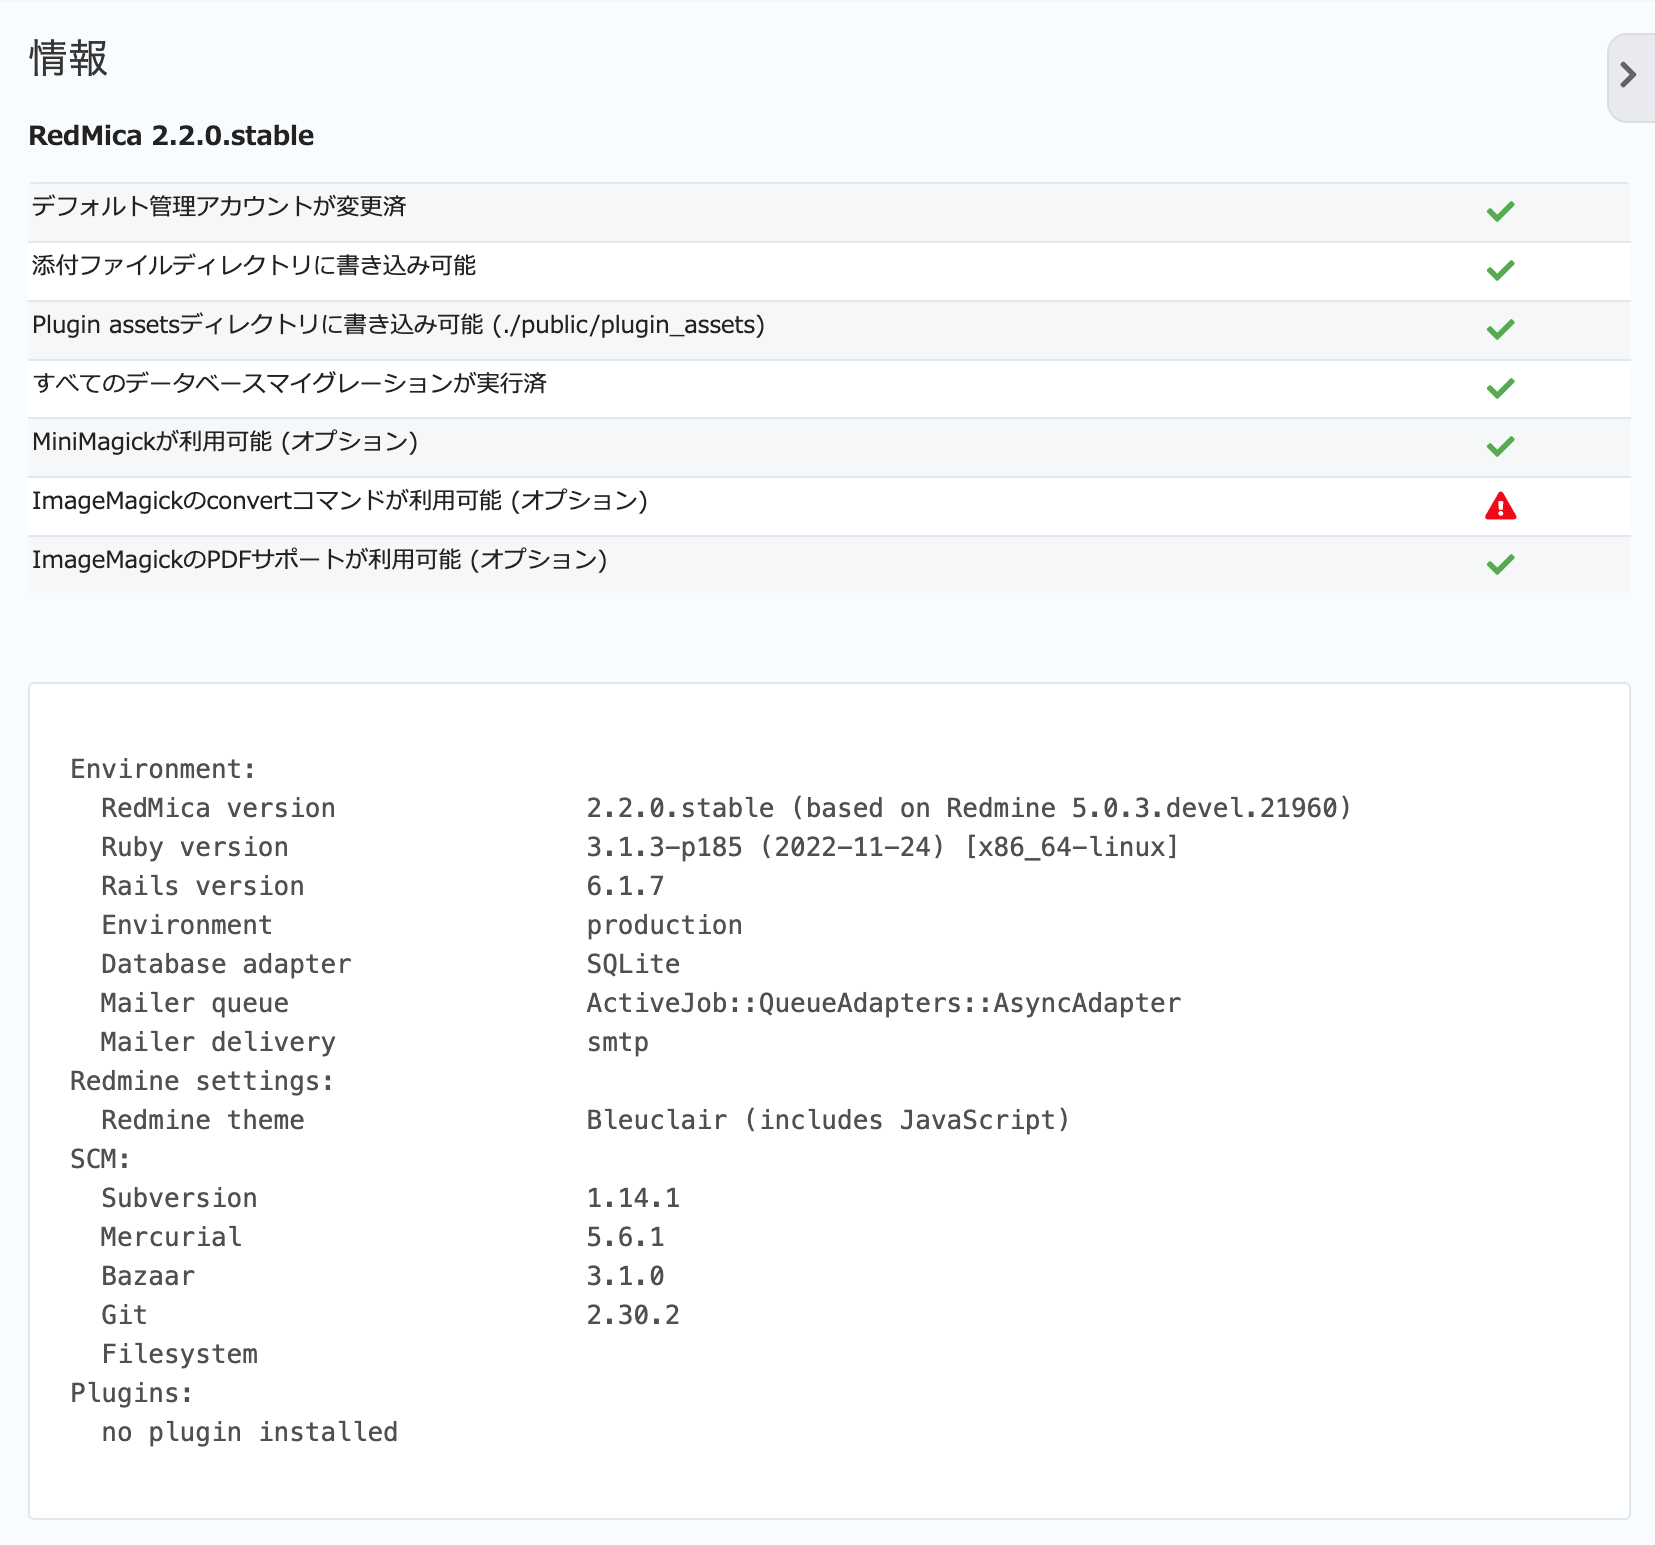 情報
RedMica 2.2.0.stable
デフォルト管理アカウントが変更済
添付ファイルディレクトリに書き込み可能
Plugin assetsディレクトリに書き込み可能 (./public/plugin_assets)
すべてのデータベースマイグレーションが実行済
MiniMagickが利用可能 (オプション)
ImageMagickのconvertコマンドが利用可能 (オプション)
ImageMagickのPDFサポートが利用可能 (オプション)
Environment:
RedMica version 2.2.0.stable (based on Redmine 5.0.3.devel.21960)
Ruby version 3.1.3-p185 (2022-11-24) [x86_64-linux]
Rails version 6.1.7
Environment production
Database adapter SQLite
Mailer queue ActiveJob::QueueAdapters::AsyncAdapter
Mailer delivery smtp
Redmine settings:
Redmine theme Bleuclair (includes JavaScript)
SCM:
Subversion 1.14.1
Mercurial 5.6.1
Bazaar 3.1.0
Git 2.30.2
Filesystem
Plugins:
no plugin installed